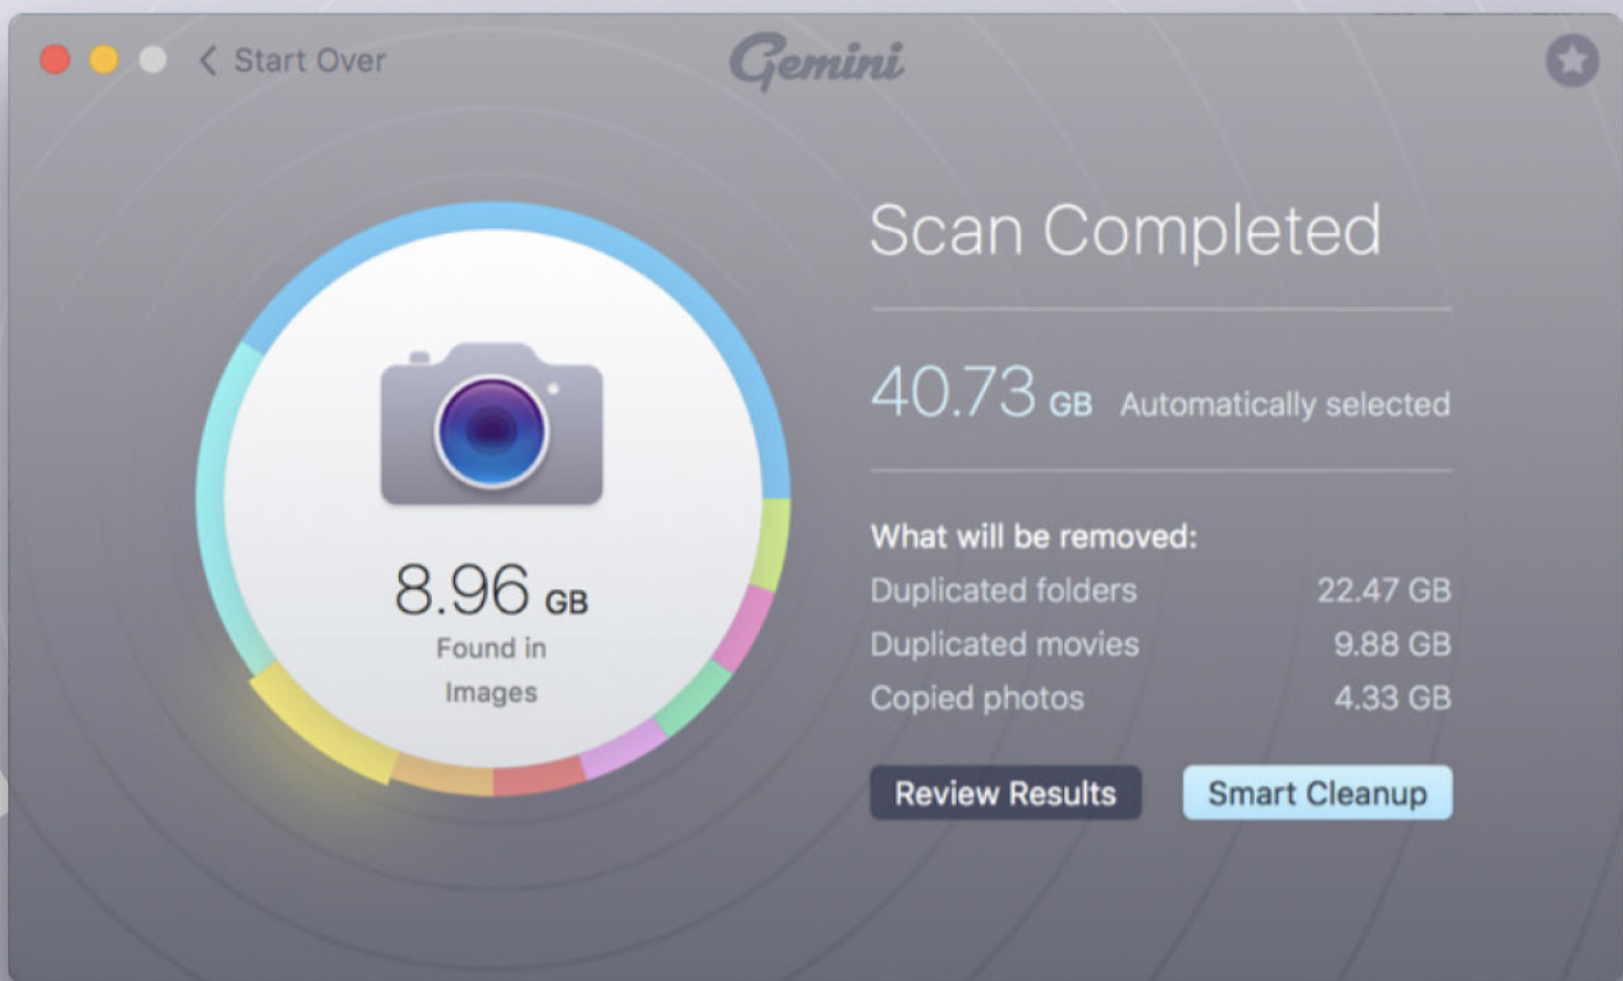 Start Over
Gemini
Scan Completed
40.73 GB Automatically selected
What will be removed:
Duplicated folders 22.47 GB
Duplicated movies 9.88 GB
Copied photos 4.33 GB
Review Results Smart Cleanup
8.96 GB
Found in
Images